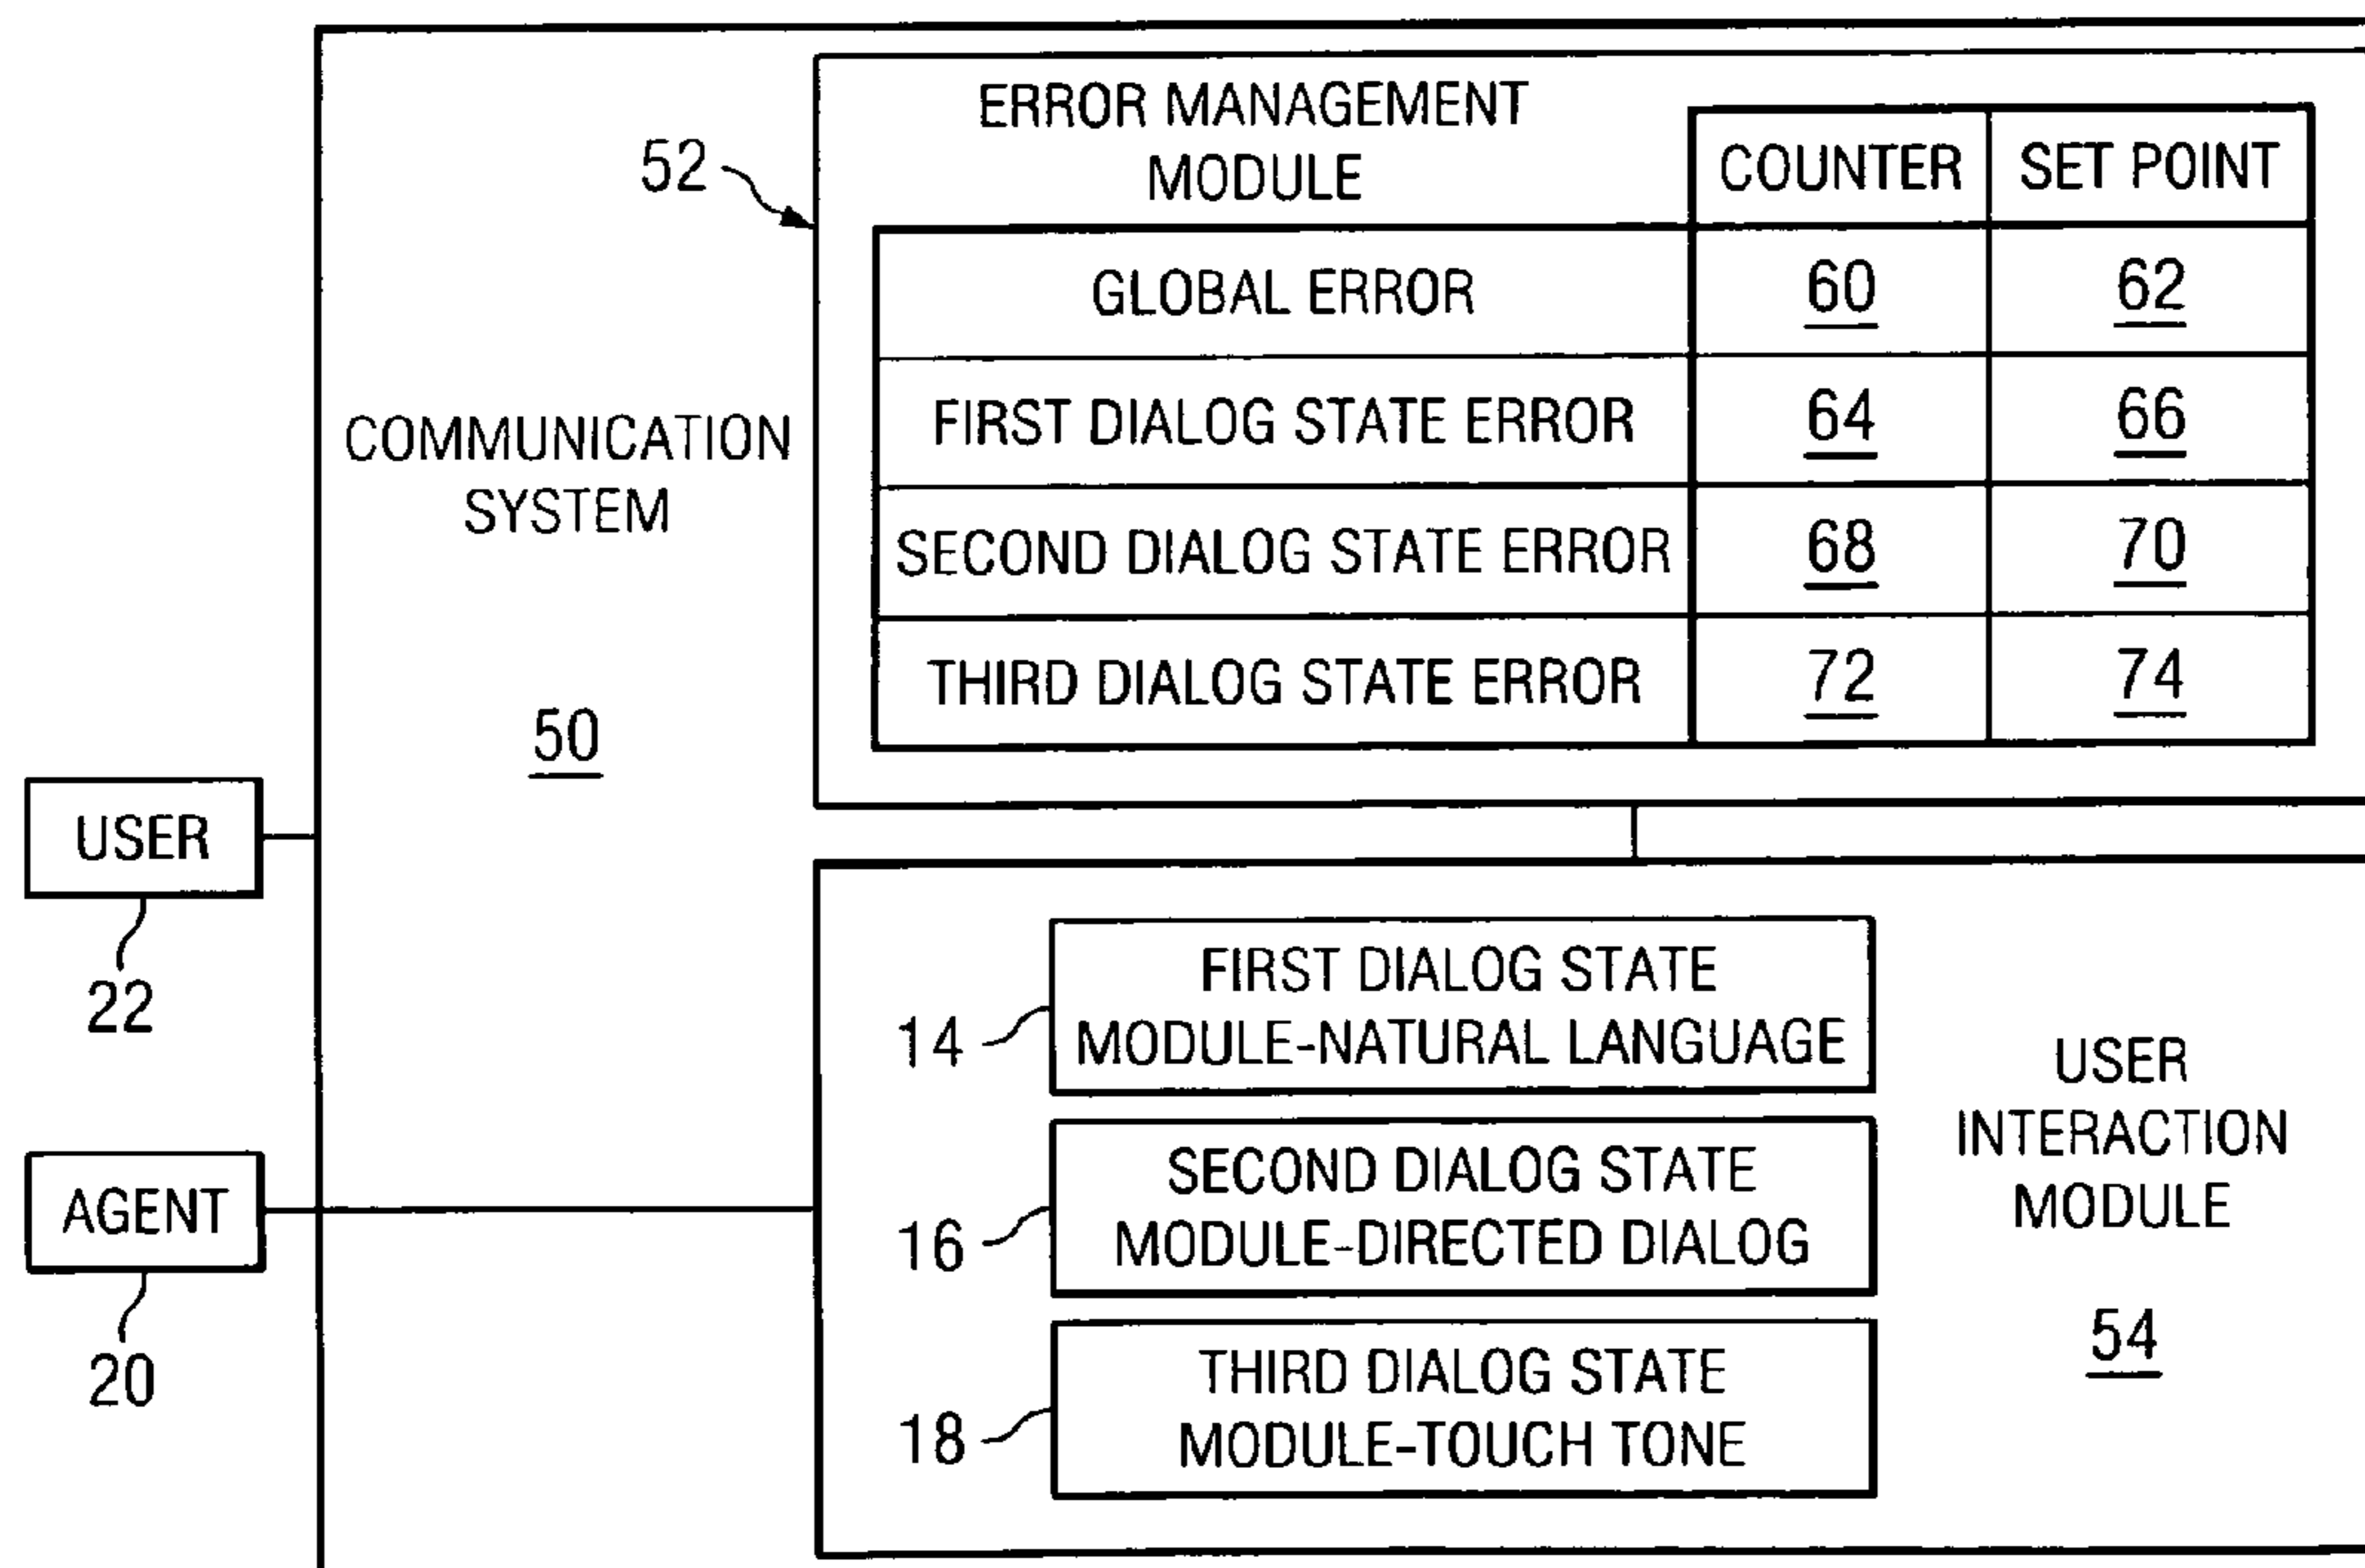 ERROR MANAGEMENT
MODULE
52
COUNTER
SET POINT
GLOBAL ERROR
60
62
FIRST DIALOG STATE ERROR
64
66
SECOND DIALOG STATE ERROR
68
70
THIRD DIALOG STATE ERROR
72
74
COMMUNICATION
SYSTEM
50
USER
22
AGENT
20
FIRST DIALOG STATE
MODULE-NATURAL LANGUAGE
14
SECOND DIALOG STATE
MODULE-DIRECTED DIALOG
16
THIRD DIALOG STATE
MODULE-TOUCH TONE
18
USER
INTERACTION
MODULE
54